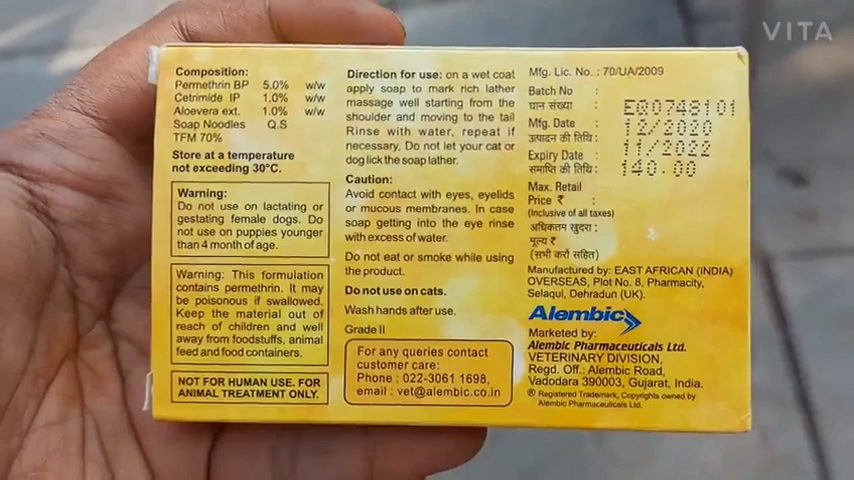 VITA
Composition:
Permethrin BP 5.0% w/w
Cetrimide IP 1.0% w/w
Aloevera ext. 1.0% w/w
Soap Noodles Q.S
TFM 70%
Store at a temperature
not exceeding 30°C.
Warning:
Do not use on lactating or
gestating female dogs. Do
not use on puppies younger
than 4 month of age.
Warning: This formulation
contains permethrin. It may
be poisonous if swallowed.
Keep the material out of
reach of children and well
away from foodstuffs, animal
feed and food containers.
NOT FOR HUMAN USE. FOR
ANIMAL TREATMENT ONLY.
Direction for use: on a wet coat
apply soap to mark rich lather
massage well starting from the
shoulder and moving to the tail
Rinse with water, repeat if
necessary, Do not let your cat or
dog lick the soap lather.
Caution:
Avoid contact with eyes, eyelids
or mucous membranes. In case
soap getting into the eye rinse
with excess of water.
Do not eat or smoke while using
the product.
Do not use on cats.
Wash hands after use.
Grade II
For any queries contact
customer care:
Phone : 022-3061 1698,
email : vet@alembic.co.in
Mfg. Lic. No. : 70/UA/2009
Batch No :
घान संख्या : EQ0748101
Mfg. Date : 12/2020
उत्पादन की तिथि :
Expiry Date : 11/2022
समाप्ति की तिथि : 140.00
Max. Retail
Price ₹ :
(Inclusive of all taxes)
अधिकतम खुदरा :
मूल्य ₹
(सभी करों सहित)
Manufactured by: EAST AFRICAN (INDIA)
OVERSEAS, Plot No. 8, Pharmacity,
Selaqui, Dehradun (UK).
Alembic
Marketed by:
Alembic Pharmaceuticals Ltd.
VETERINARY DIVISION,
Regd. Off.: Alembic Road,
Vadodara 390003, Gujarat, India.
® Registered Trademark, Copyrights owned by
Alembic Pharmaceuticals Ltd.